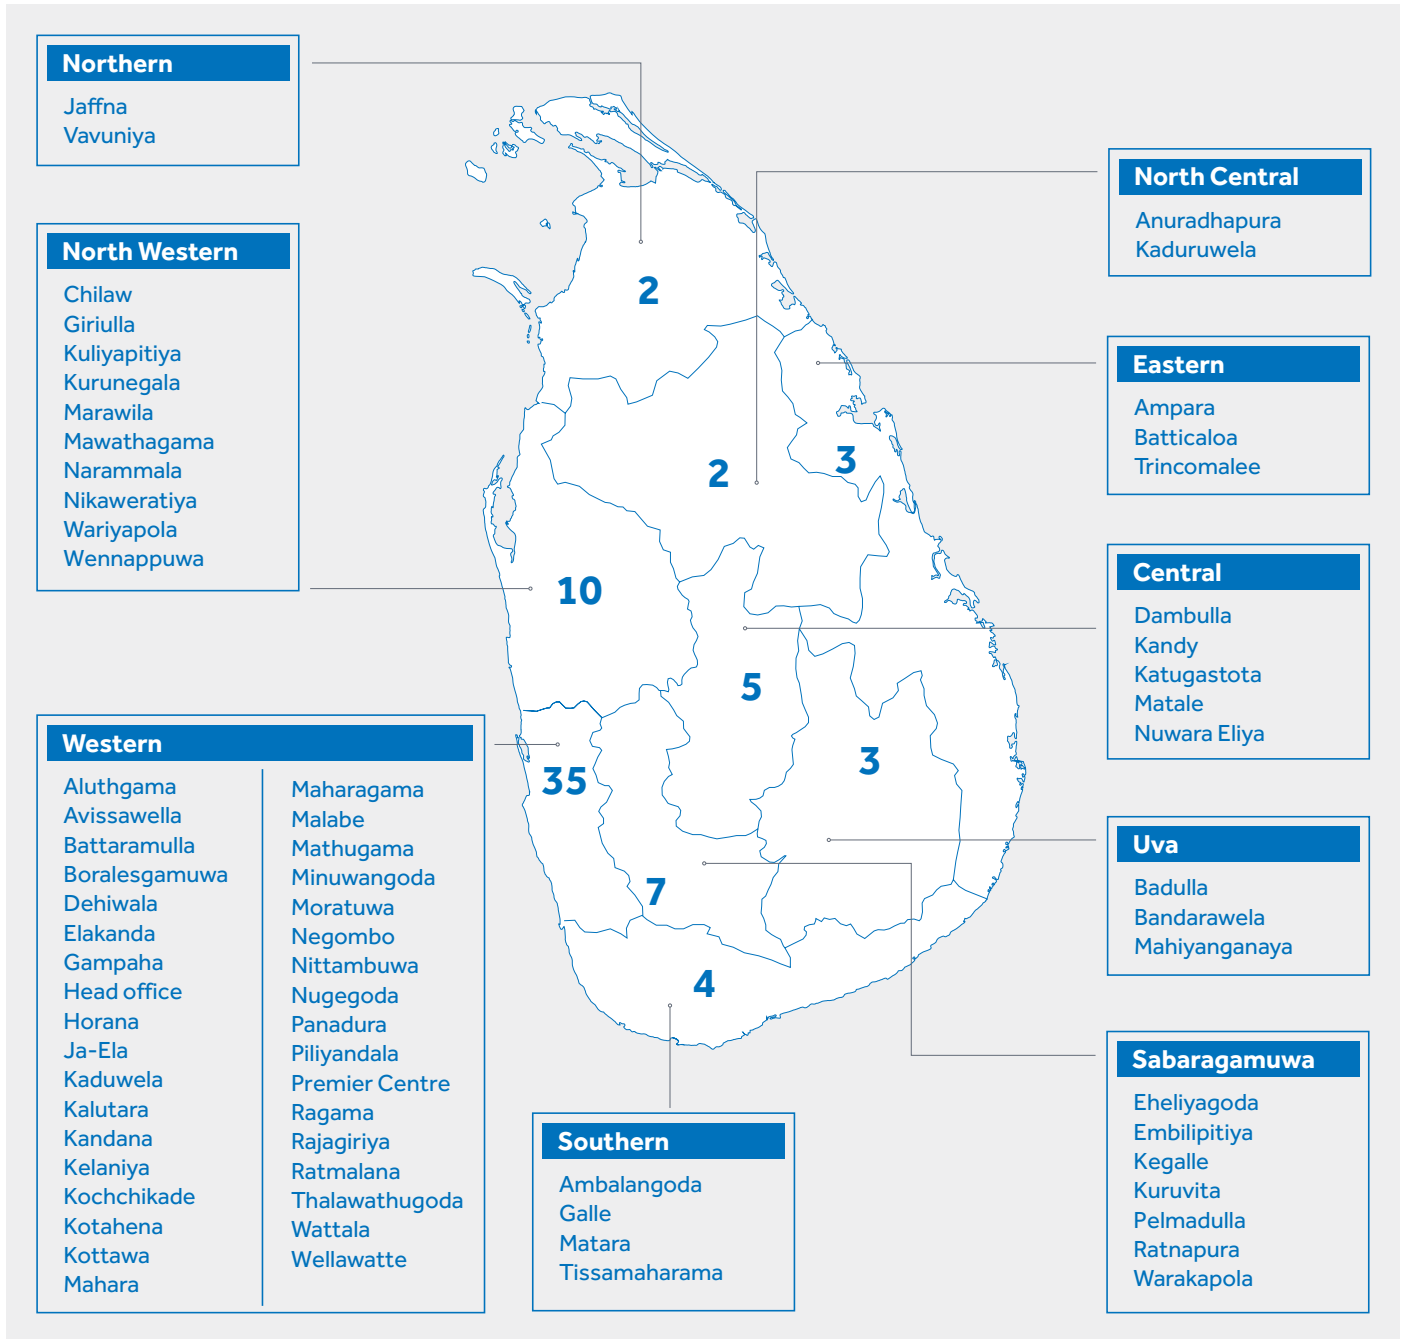 Northern
Jaffna
Vavuniya
North Western
Chilaw
Giriulla
Kuliyapitiya
Kurunegala
Marawila
Mawathagama
Narammala
Nikaweratiya
Wariyapola
Wennappuwa
Western
Aluthgama
Avissawella
Battaramulla
Boralesgamuwa
Dehiwala
Elakanda
Gampaha
Head office
Horana
Ja-Ela
Kaduwela
Kalutara
Kandana
Kelaniya
Kochchikade
Kotahena
Kottawa
Mahara
Maharagama
Malabe
Mathugama
Minuwangoda
Moratuwa
Negombo
Nittambuwa
Nugegoda
Panadura
Piliyandala
Premier Centre
Ragama
Rajagiriya
Ratmalana
Thalawathugoda
Wattala
Wellawatte
2
2
3
10
5
35
3
7
4
Southern
Ambalangoda
Galle
Matara
Tissamaharama
North Central
Anuradhapura
Kaduruwela
Eastern
Ampara
Batticaloa
Trincomalee
Central
Dambulla
Kandy
Katugastota
Matale
Nuwara Eliya
Uva
Badulla
Bandarawela
Mahiyanganaya
Sabaragamuwa
Eheliyagoda
Embilipitiya
Kegalle
Kuruvita
Pelmadulla
Ratnapura
Warakapola